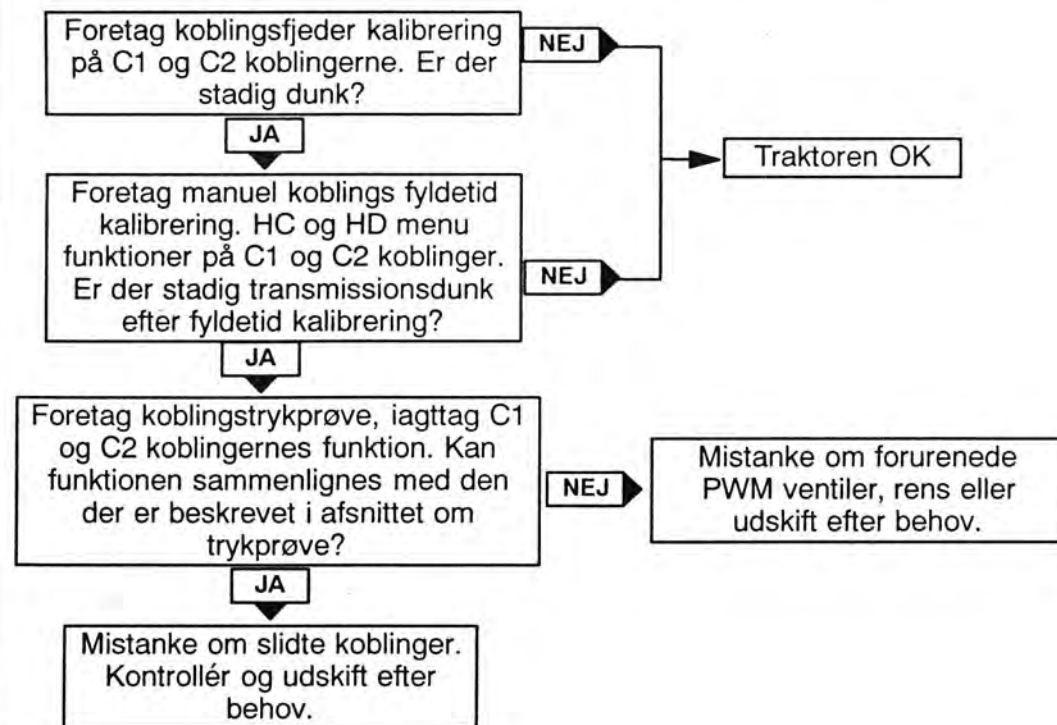 Foretag koblingsfjeder kalibrering
på C1 og C2 koblingerne. Er der
stadig dunk?
NEJ
JA
Traktoren OK
Foretag manuel koblings fyldetid
kalibrering. HC og HD menu
funktioner på C1 og C2 koblinger.
Er der stadig transmissionsdunk
efter fyldetid kalibrering?
NEJ
JA
Foretag koblingstrykprøve, iagttag C1
og C2 koblingernes funktion. Kan
funktionen sammenlignes med den
der er beskrevet i afsnittet om
trykprøve?
NEJ
Mistanke om forurenede
PWM ventiler, rens eller
udskift efter behov.
JA
Mistanke om slidte koblinger.
Kontrollér og udskift efter
behov.